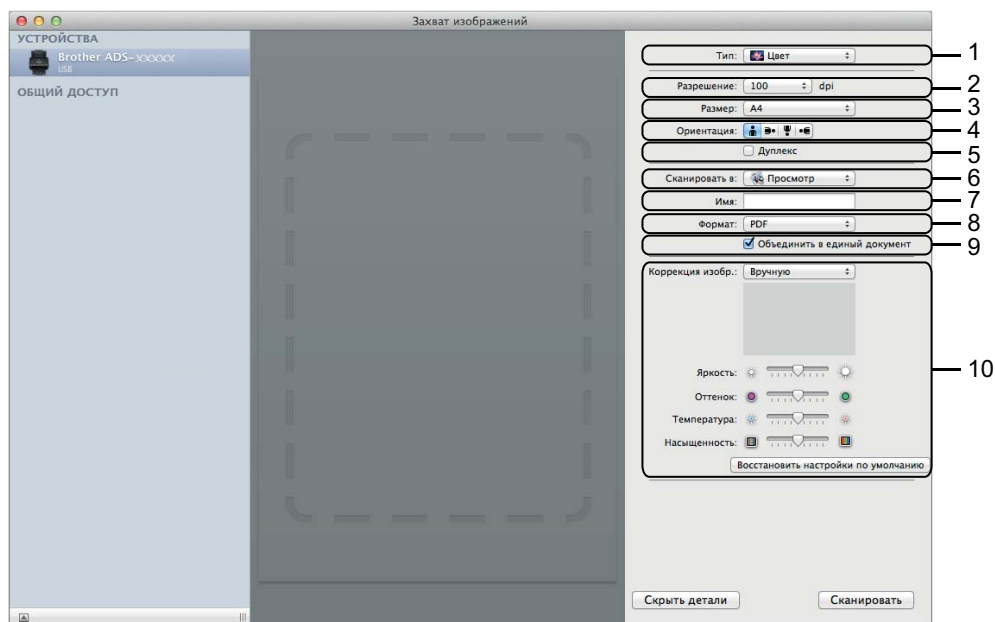 Захват изображений
УСТРОЙСТВА
Brother ADS-xxxxx
USB
ОБЩИЙ ДОСТУП
Тип: Цвет 1
Разрешение: 100 dpi 2
Размер: A4 3
Ориентация: 4
Дуплекс 5
Сканировать в: Просмотр 6
Имя: 7
Формат: PDF 8
Объединить в единый документ 9
Коррекция изобр.: Вручную
Яркость: 10
Оттенок:
Температура:
Насыщенность:
Восстановить настройки по умолчанию
Скрыть детали Сканировать